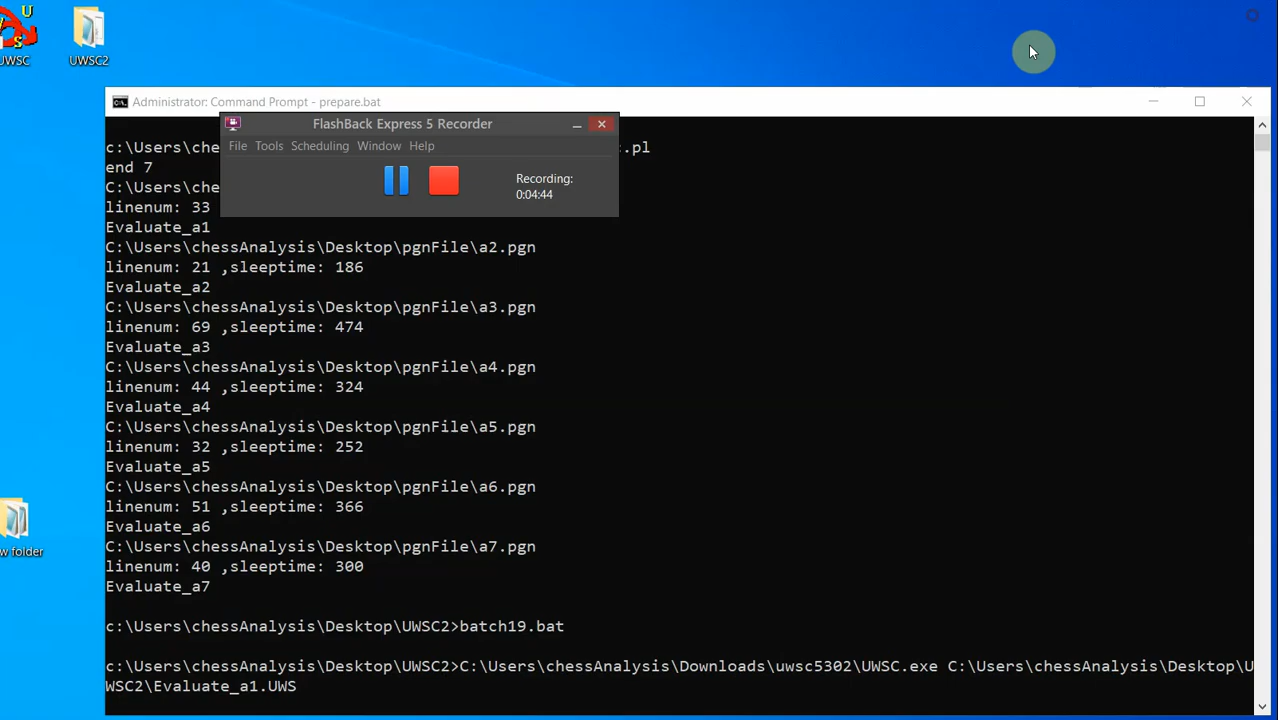 U
S
UWSC
UWSC2
Administrator: Command Prompt - prepare.bat
FlashBack Express 5 Recorder
File Tools Scheduling Window Help
Recording:
0:04:44
c:\Users\che
.pl
end 7
C:\Users\che
linenum: 33
Evaluate_a1
C:\Users\chessAnalysis\Desktop\pgnFile\a2.pgn
linenum: 21 ,sleeptime: 186
Evaluate_a2
C:\Users\chessAnalysis\Desktop\pgnFile\a3.pgn
linenum: 69 ,sleeptime: 474
Evaluate_a3
C:\Users\chessAnalysis\Desktop\pgnFile\a4.pgn
linenum: 44 ,sleeptime: 324
Evaluate_a4
C:\Users\chessAnalysis\Desktop\pgnFile\a5.pgn
linenum: 32 ,sleeptime: 252
Evaluate_a5
C:\Users\chessAnalysis\Desktop\pgnFile\a6.pgn
linenum: 51 ,sleeptime: 366
Evaluate_a6
w folder
C:\Users\chessAnalysis\Desktop\pgnFile\a7.pgn
linenum: 40 ,sleeptime: 300
Evaluate_a7
c:\Users\chessAnalysis\Desktop\UWSC2>batch19.bat
c:\Users\chessAnalysis\Desktop\UWSC2>C:\Users\chessAnalysis\Downloads\uwsc5302\UWSC.exe C:\Users\chessAnalysis\Desktop\U
WSC2\Evaluate_a1.UWS